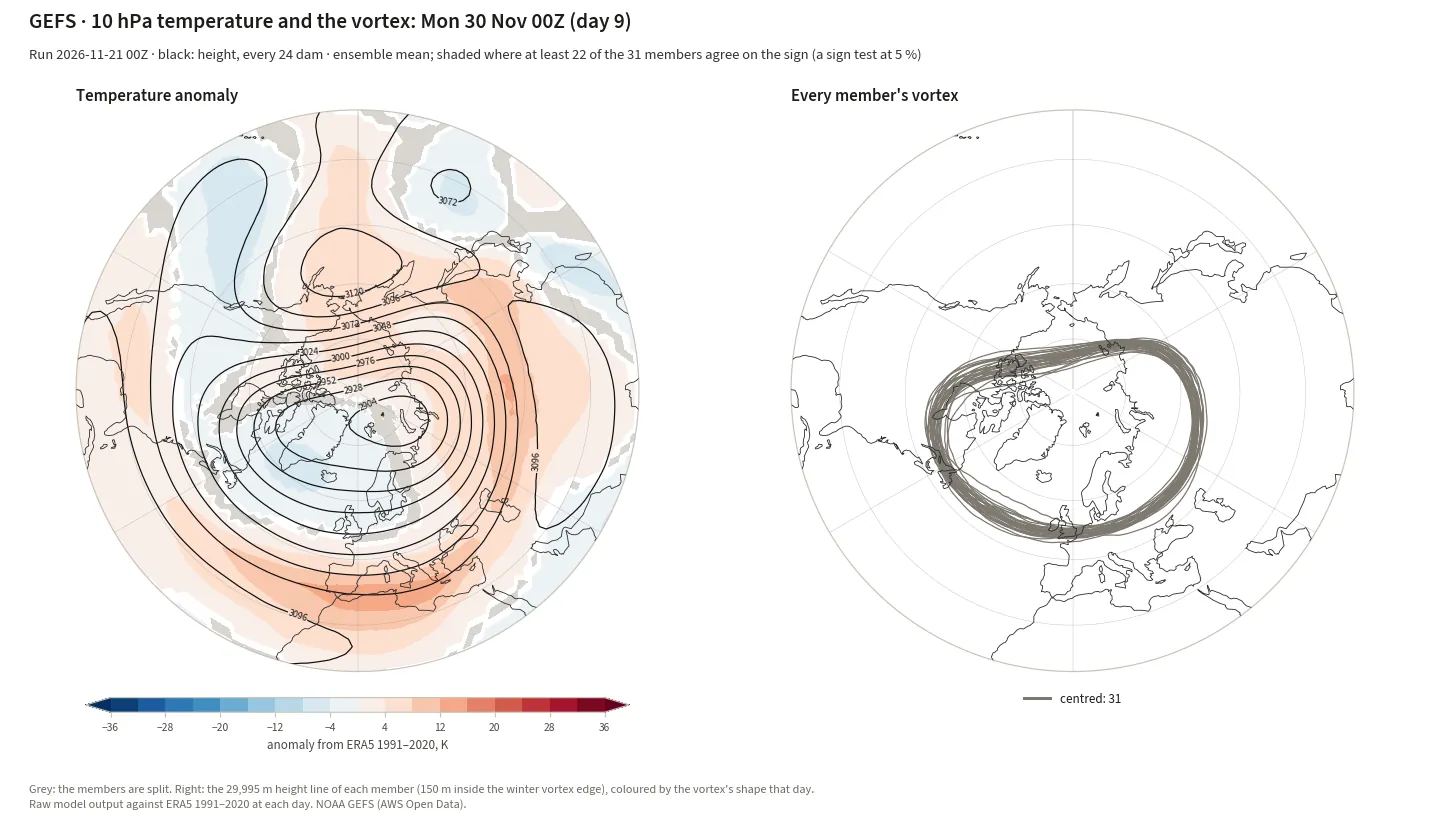 GEFS · 10 hPa temperature and the vortex: Mon 30 Nov 00Z (day 9)
Run 2026-11-21 00Z · black: height, every 24 dam · ensemble mean; shaded where at least 22 of the 31 members agree on the sign (a sign test at 5 %)
Temperature anomaly
Every member's vortex
3072
3120
3096
3072
3048
3024
3000
2976
2952
2928
2904
3096
3096
centred: 31
−36 −28 −20 −12 −4 4 12 20 28 36
anomaly from ERA5 1991–2020, K
Grey: the members are split. Right: the 29,995 m height line of each member (150 m inside the winter vortex edge), coloured by the vortex's shape that day.
Raw model output against ERA5 1991–2020 at each day. NOAA GEFS (AWS Open Data).